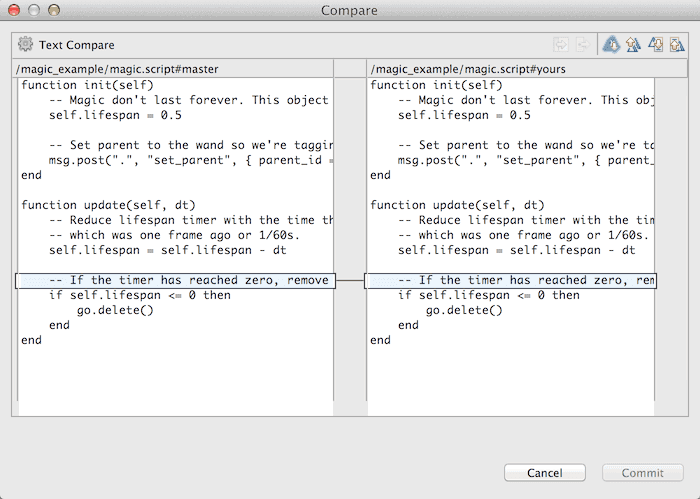 Compare
Text Compare
/magic_example/magic.script#master
function init(self)
    -- Magic don't last forever. This object
    self.lifespan = 0.5
    -- Set parent to the wand so we're taggin
    msg.post(".", "set_parent", { parent_id =
end
function update(self, dt)
    -- Reduce lifespan timer with the time th
    -- which was one frame ago or 1/60s.
    self.lifespan = self.lifespan - dt
    -- If the timer has reached zero, remove
    if self.lifespan <= 0 then
        go.delete()
    end
end
/magic_example/magic.script#yours
function init(self)
    -- Magic don't last forever. This obj
    self.lifespan = 0.5
    -- Set parent to the wand so we're ta
    msg.post(".", "set_parent", { parent_
end
function update(self, dt)
    -- Reduce lifespan timer with the tim
    -- which was one frame ago or 1/60s.
    self.lifespan = self.lifespan - dt
    -- If the timer has reached zero, rem
    if self.lifespan <= 0 then
        go.delete()
    end
end
Cancel
Commit